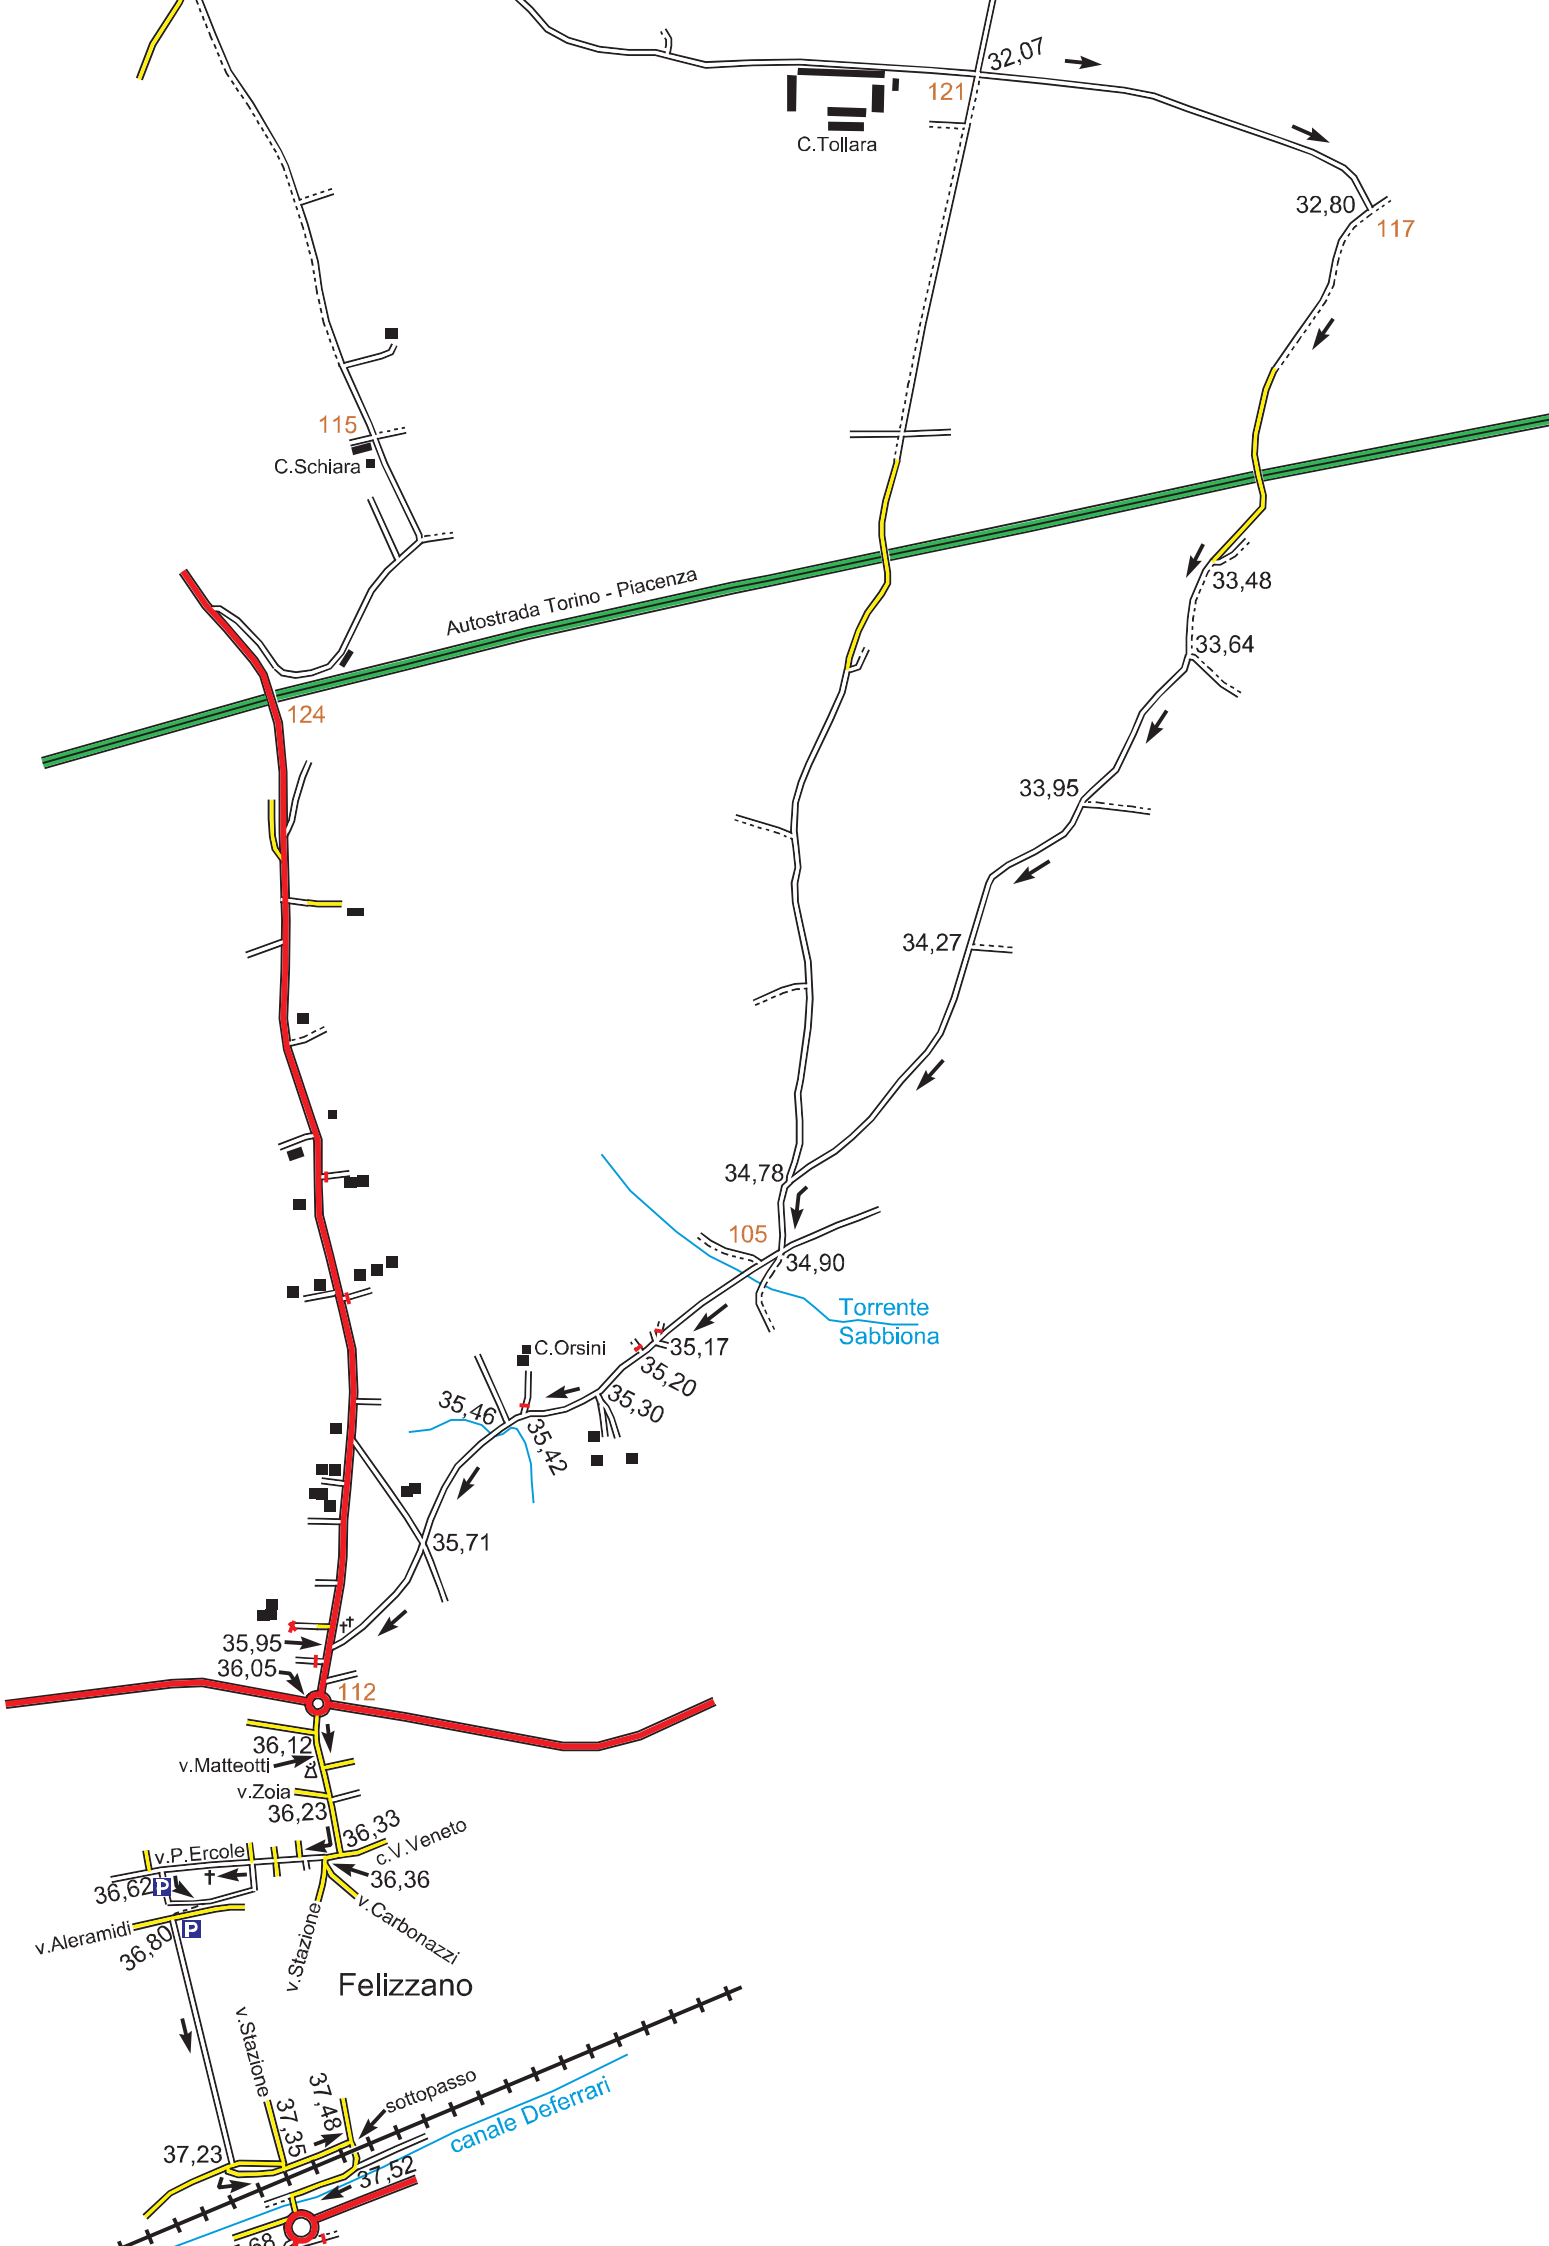 32,07
121
C.Tollara
32,80
117
115
C.Schiara
Autostrada Torino - Piacenza
33,48
33,64
124
33,95
34,27
34,78
105
34,90
Torrente
Sabbiona
35,17
C.Orsini
35,20
35,30
35,46
35,42
35,71
35,95
36,05
112
36,12
v.Matteotti
v.Zoia
36,23
36,33
c.V.Veneto
v.P.Ercole
36,36
36,62
P
v.Carbonazzi
v.Stazione
v.Aleramidi
P
36,80
Felizzano
v.Stazione
37,48
sottopasso
37,35
canale Deferrari
37,23
37,52